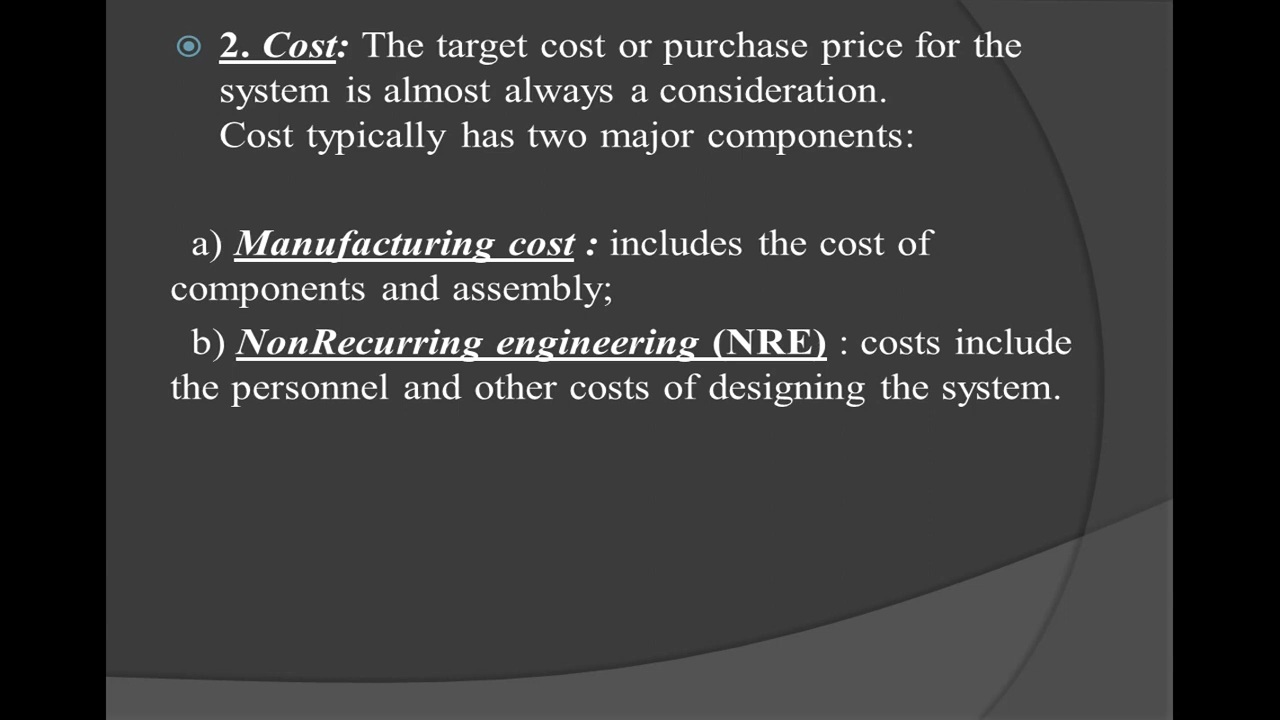 2. Cost: The target cost or purchase price for the
system is almost always a consideration.
Cost typically has two major components:
a) Manufacturing cost : includes the cost of
components and assembly;
b) NonRecurring engineering (NRE) : costs include
the personnel and other costs of designing the system.